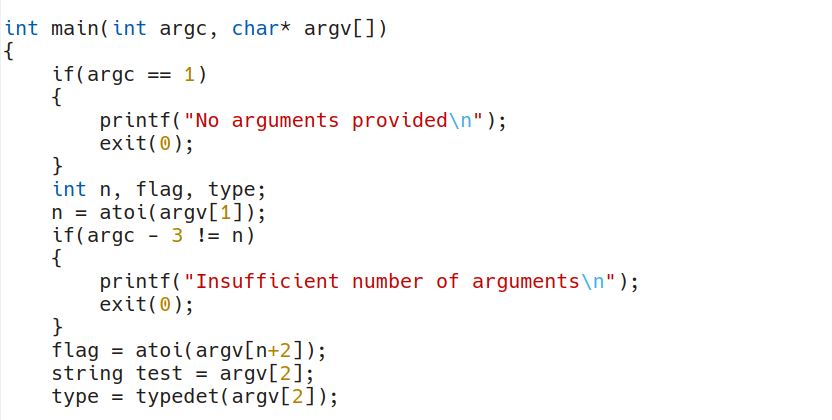 int main(int argc, char* argv[])
{
    if(argc == 1)
    {
        printf("No arguments provided\n");
        exit(0);
    }
    int n, flag, type;
    n = atoi(argv[1]);
    if(argc - 3 != n)
    {
        printf("Insufficient number of arguments\n");
        exit(0);
    }
    flag = atoi(argv[n+2]);
    string test = argv[2];
    type = typedet(argv[2]);